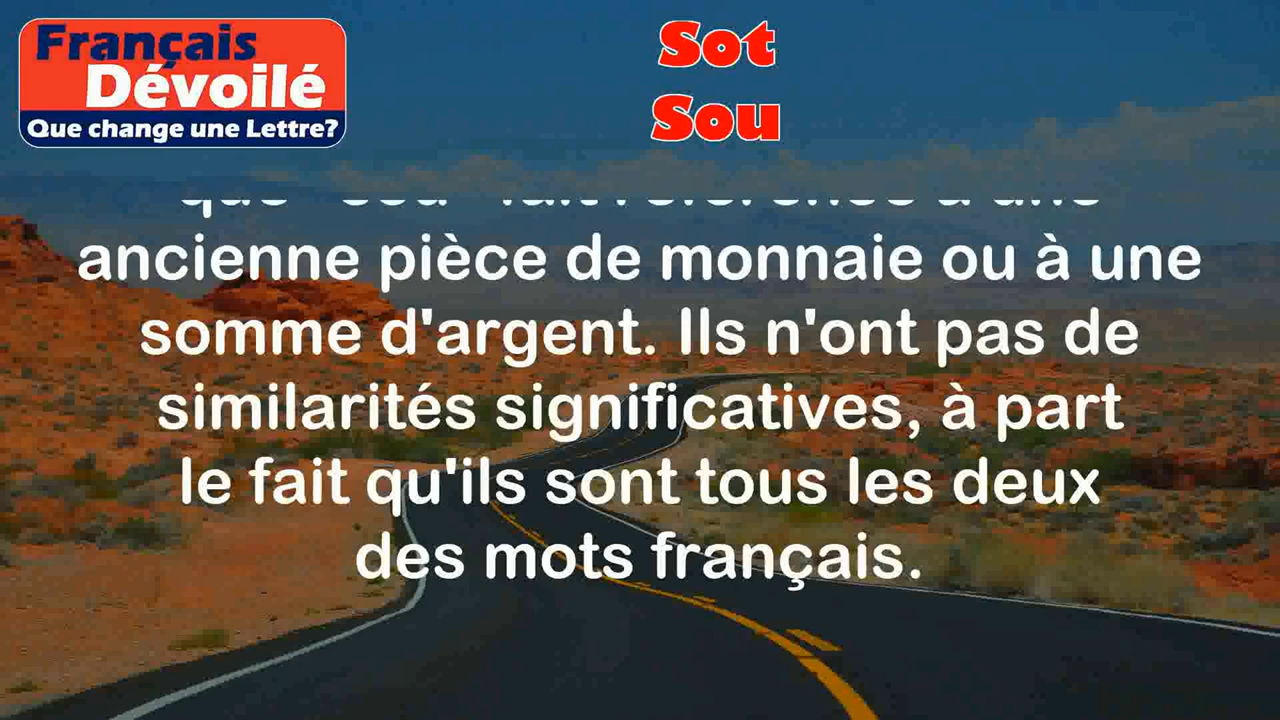 Français
Dévoilé
Que change une Lettre?
Sot
Sou
ancienne pièce de monnaie ou à une
somme d'argent. Ils n'ont pas de
similarités significatives, à part
le fait qu'ils sont tous les deux
des mots français.